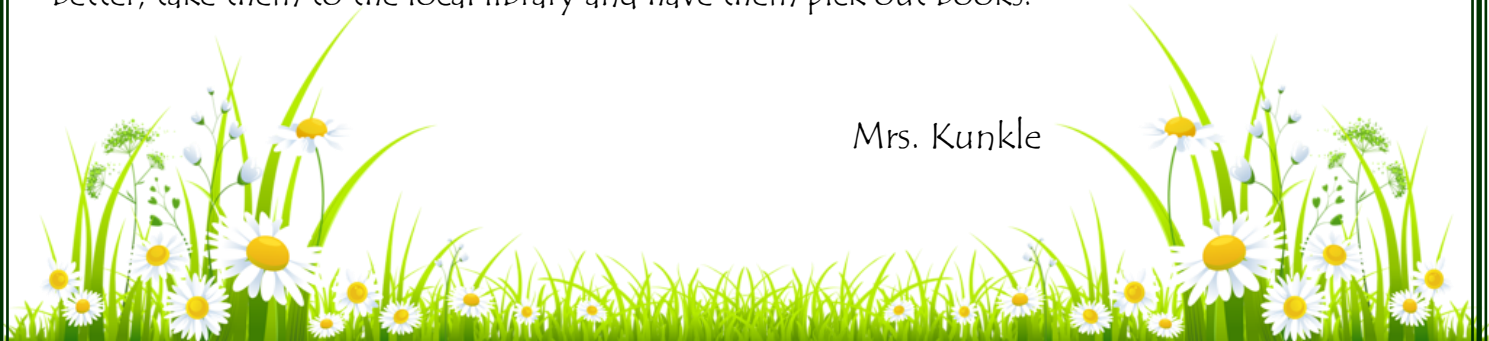 better, take them to the local library and have them pick out books.
Mrs. Kunkle